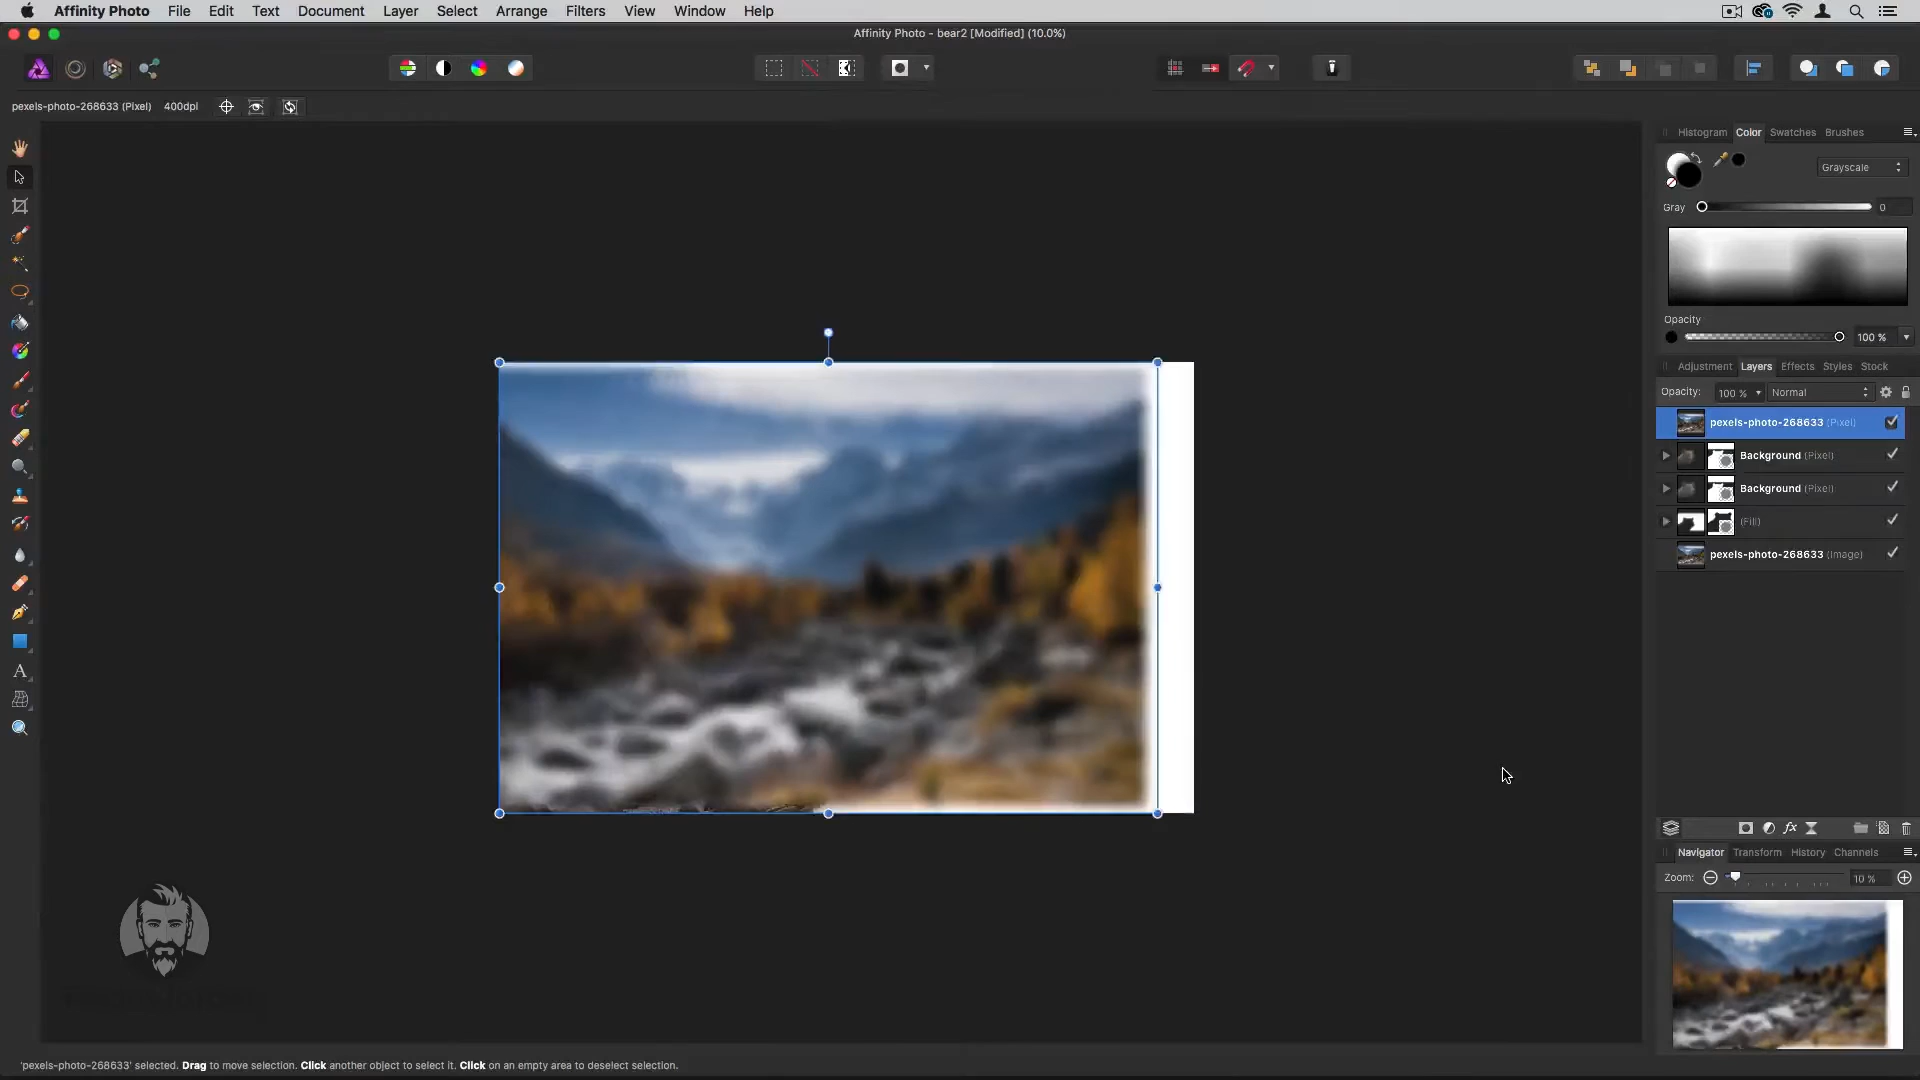 Affinity Photo File Edit Text Document Layer Select Arrange Filters View Window Help
Affinity Photo - bear2 [Modified] (10.0%)
pexels-photo-268633 (Pixel) 400dpi
Histogram Color Swatches Brushes
Grayscale
Gray 0
Opacity
100 %
Adjustment Layers Effects Styles Stock
Opacity: 100 % Normal
pexels-photo-268633 (Pixel)
Background (Pixel)
Background (Pixel)
(Fill)
pexels-photo-268633 (Image)
fx
Navigator Transform History Channels
Zoom: 10 %
'pexels-photo-268633' selected. Drag to move selection. Click another object to select it. Click on an empty area to deselect selection.